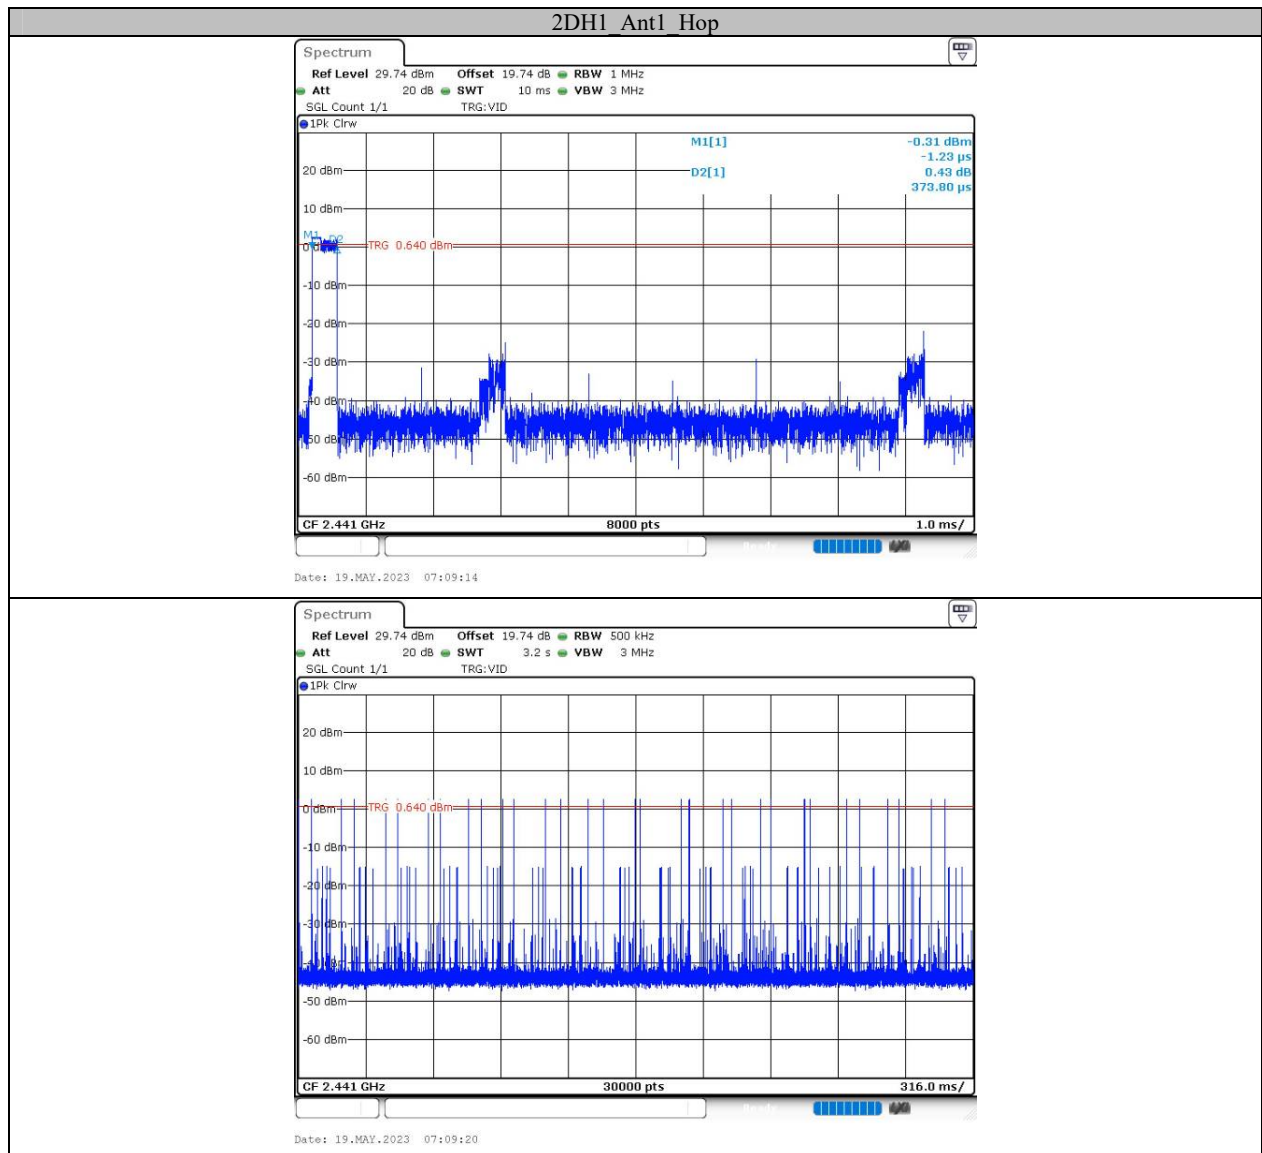 2DH1_Ant1_Hop
Spectrum
Ref Level 29.74 dBm Offset 19.74 dB RBW 1 MHz
Att 20 dB SWT 10 ms VBW 3 MHz
SGL Count 1/1 TRG:VID
1Pk Clrw
M1[1] -0.31 dBm
-1.23 µs
20 dBm
D2[1] 0.43 dB
373.80 µs
10 dBm
M1 D2
TRG 0.640 dBm
-10 dBm
-20 dBm
-30 dBm
-40 dBm
-50 dBm
-60 dBm
CF 2.441 GHz 8000 pts 1.0 ms/
Date: 19.MAY.2023 07:09:14
Spectrum
Ref Level 29.74 dBm Offset 19.74 dB RBW 500 kHz
Att 20 dB SWT 3.2 s VBW 3 MHz
SGL Count 1/1 TRG:VID
1Pk Clrw
20 dBm
10 dBm
0 dBm TRG 0.640 dBm
-10 dBm
-20 dBm
-30 dBm
-50 dBm
-60 dBm
CF 2.441 GHz 30000 pts 316.0 ms/
Date: 19.MAY.2023 07:09:20